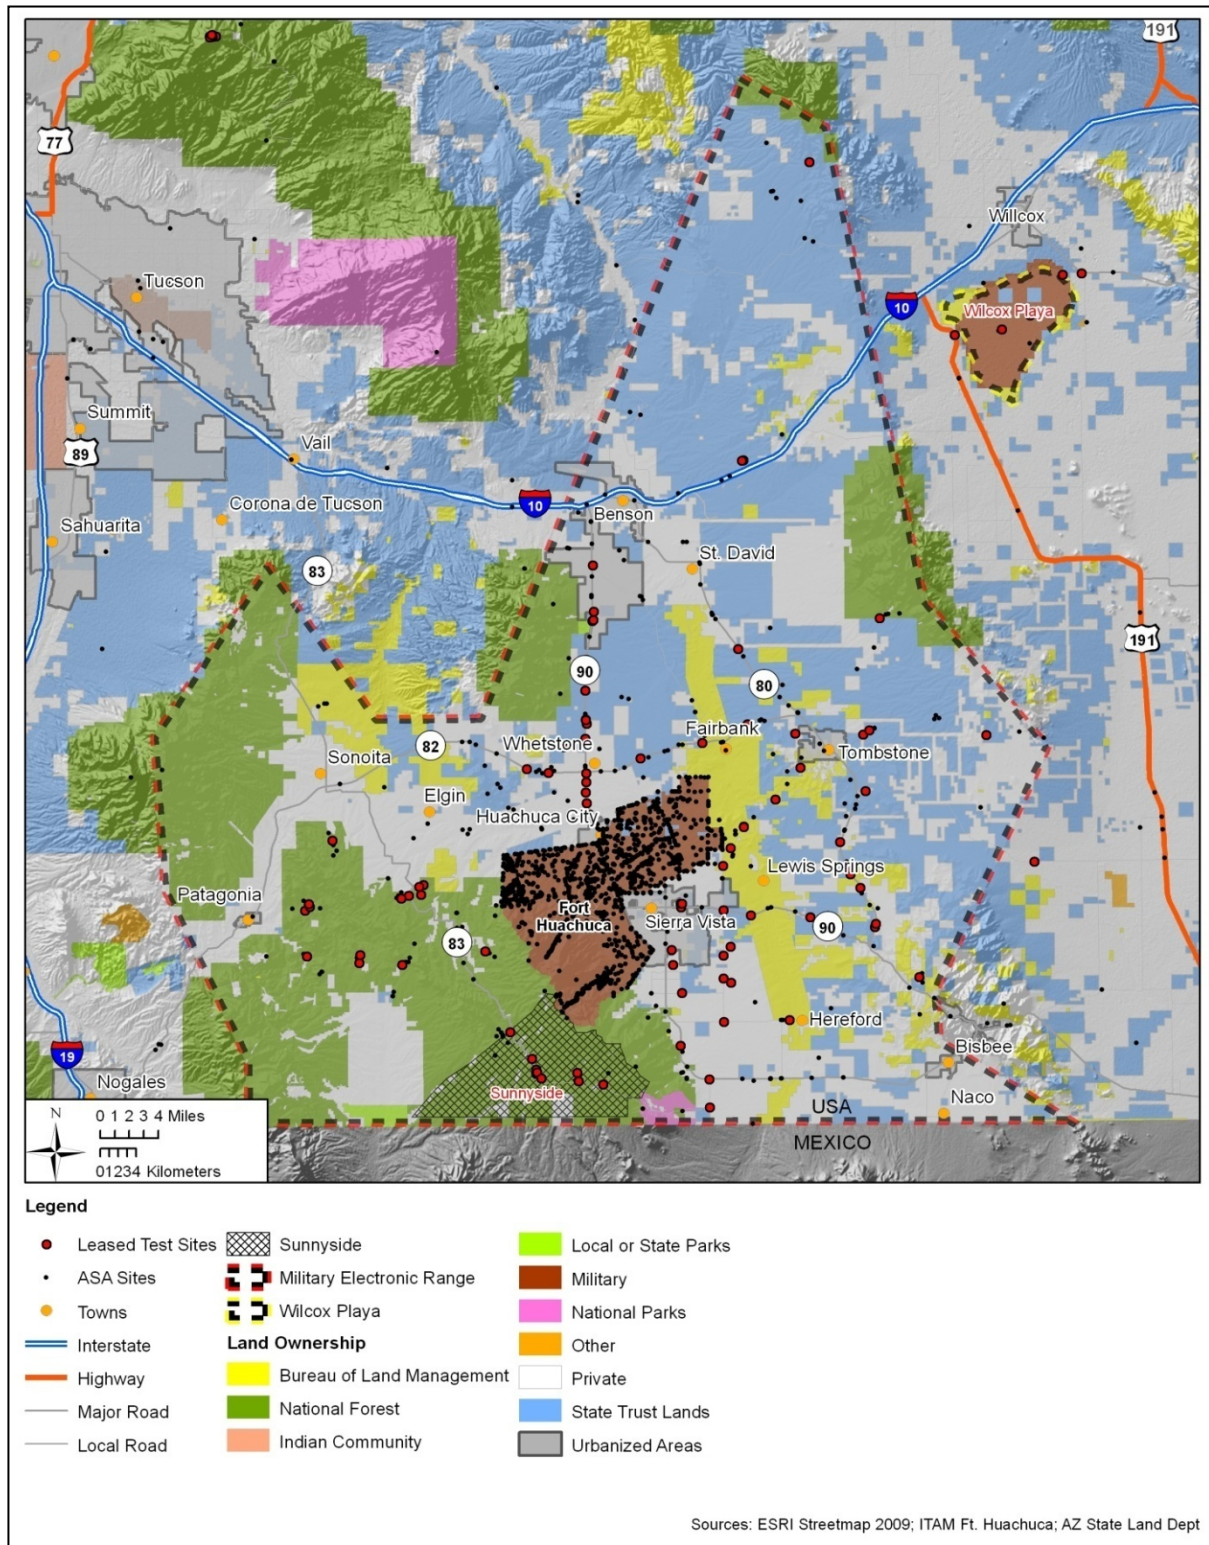 191
77
Willcox
Tucson
10
Wilcox Playa
Summit
89
Vail
10
Benson
Corona de Tucson
Sahuarita
St. David
83
191
90
80
Fairbank
82
Whetstone
Tombstone
Sonoita
Elgin
Huachuca City
Lewis Springs
Patagonia
Fort
Huachuca
Sierra Vista
90
83
Hereford
19
Bisbee
Nogales
Sunnyside
Naco
USA
MEXICO
N
0 1 2 3 4 Miles
01234 Kilometers
Legend
Leased Test Sites
ASA Sites
Towns
Interstate
Highway
Major Road
Local Road
Sunnyside
Military Electronic Range
Wilcox Playa
Land Ownership
Bureau of Land Management
National Forest
Indian Community
Local or State Parks
Military
National Parks
Other
Private
State Trust Lands
Urbanized Areas
Sources: ESRI Streetmap 2009; ITAM Ft. Huachuca; AZ State Land Dept